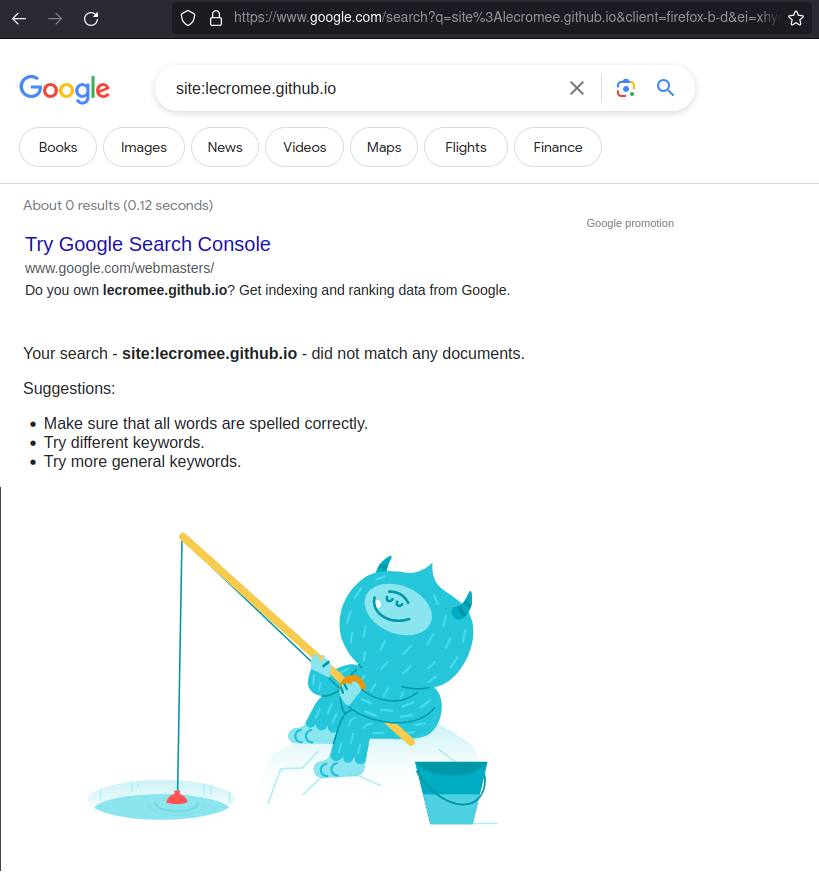 https://www.google.com/search?q=site%3Alecromee.github.io&client=firefox-b-d&ei=xhy
Google
site:lecromee.github.io
Books Images News Videos Maps Flights Finance
About 0 results (0.12 seconds)
Google promotion
Try Google Search Console
www.google.com/webmasters/
Do you own lecromee.github.io? Get indexing and ranking data from Google.
Your search - site:lecromee.github.io - did not match any documents.
Suggestions:
• Make sure that all words are spelled correctly.
• Try different keywords.
• Try more general keywords.